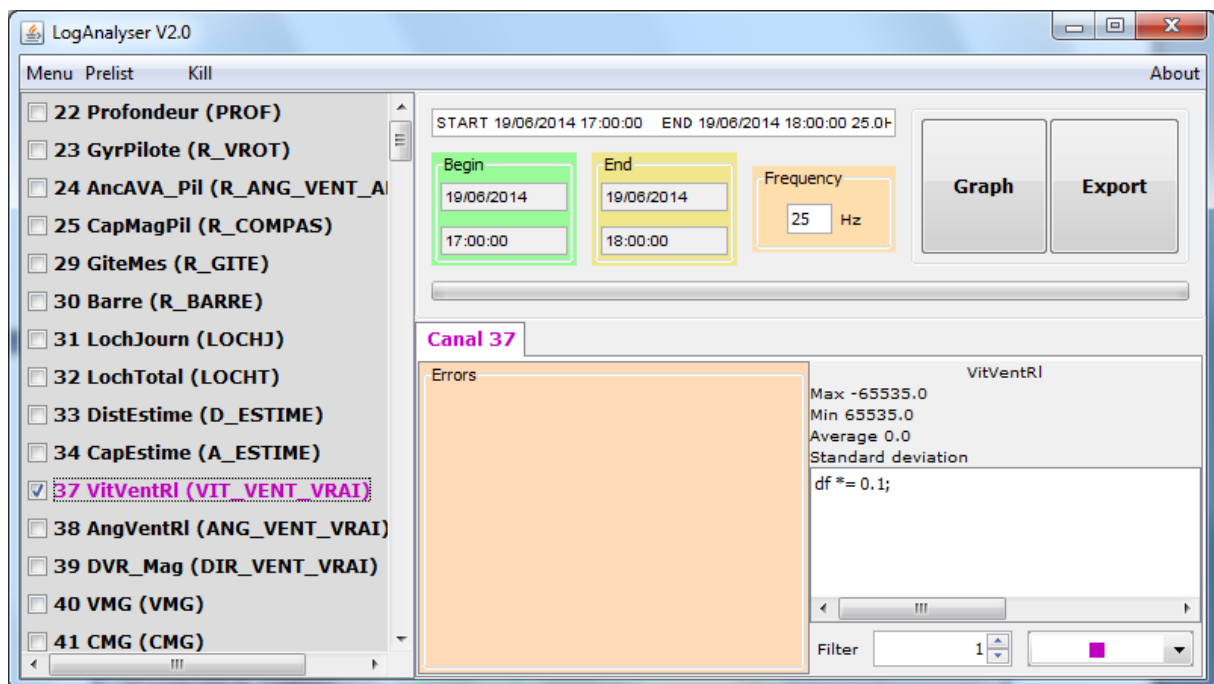 LogAnalyser V2.0
Menu Prelist Kill About
22 Profondeur (PROF)
23 GyrPilote (R_VROT)
24 AncAVA_Pil (R_ANG_VENT_A
25 CapMagPil (R_COMPAS)
29 GiteMes (R_GITE)
30 Barre (R_BARRE)
31 LochJourn (LOCHJ)
32 LochTotal (LOCHT)
33 DistEstime (D_ESTIME)
34 CapEstime (A_ESTIME)
37 VitVentRl (VIT_VENT_VRAI)
38 AngVentRl (ANG_VENT_VRAI)
39 DVR_Mag (DIR_VENT_VRAI)
40 VMG (VMG)
41 CMG (CMG)
START 19/06/2014 17:00:00 END 19/06/2014 18:00:00 25.0H
Begin
19/06/2014
17:00:00
End
19/06/2014
18:00:00
Frequency
25 Hz
Graph
Export
Canal 37
Errors
VitVentRl
Max -65535.0
Min 65535.0
Average 0.0
Standard deviation
df *= 0.1;
Filter 1